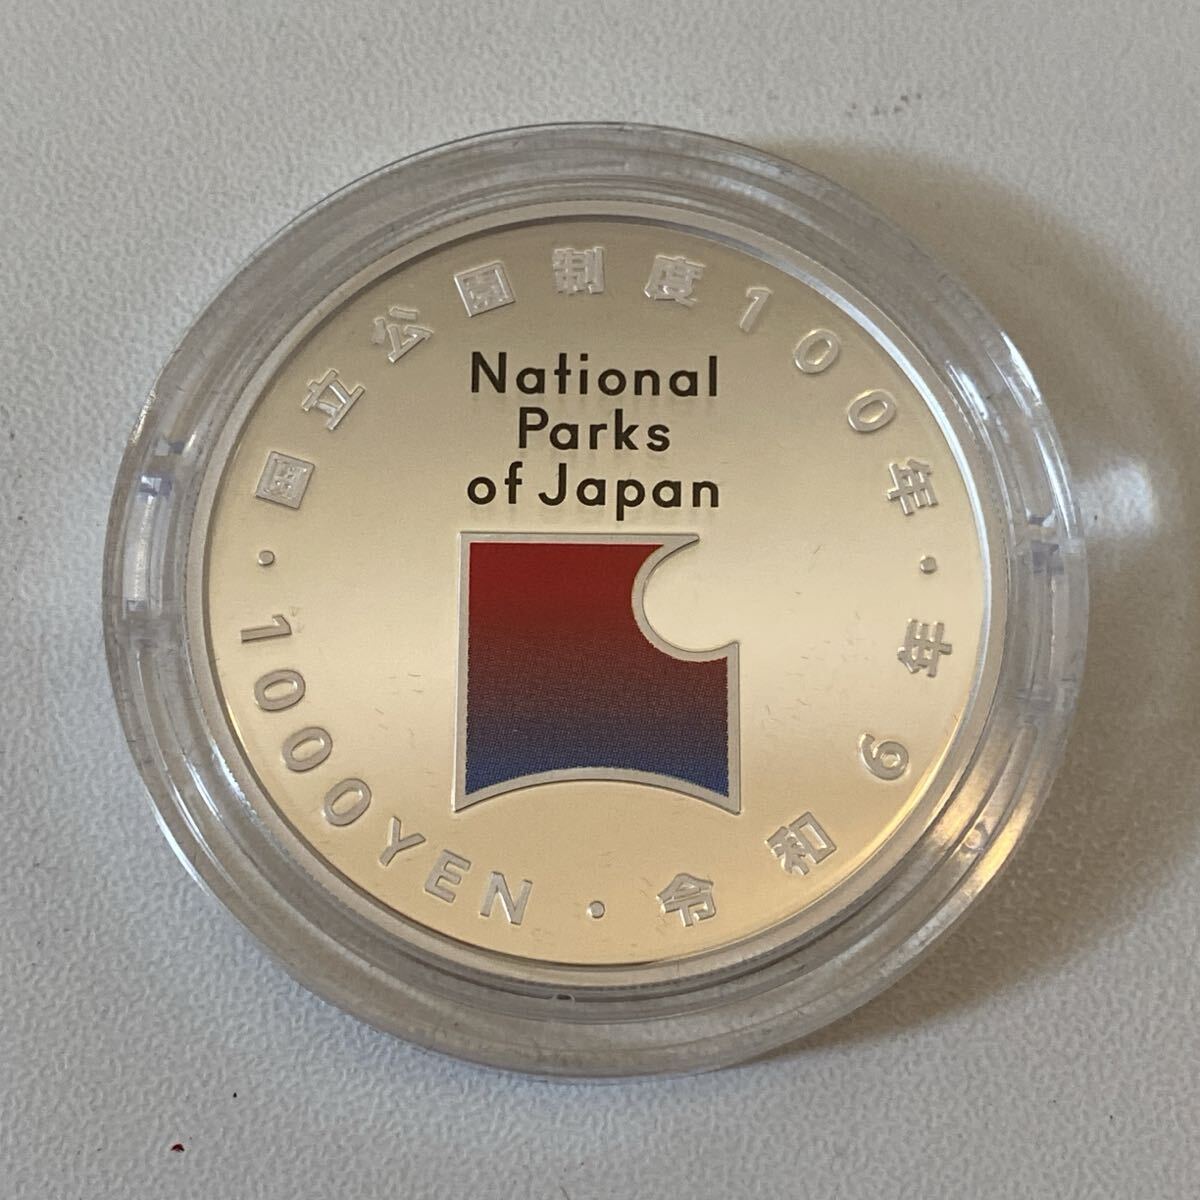 国立公園制度100年
National
Parks
of Japan
1000YEN・令和6年